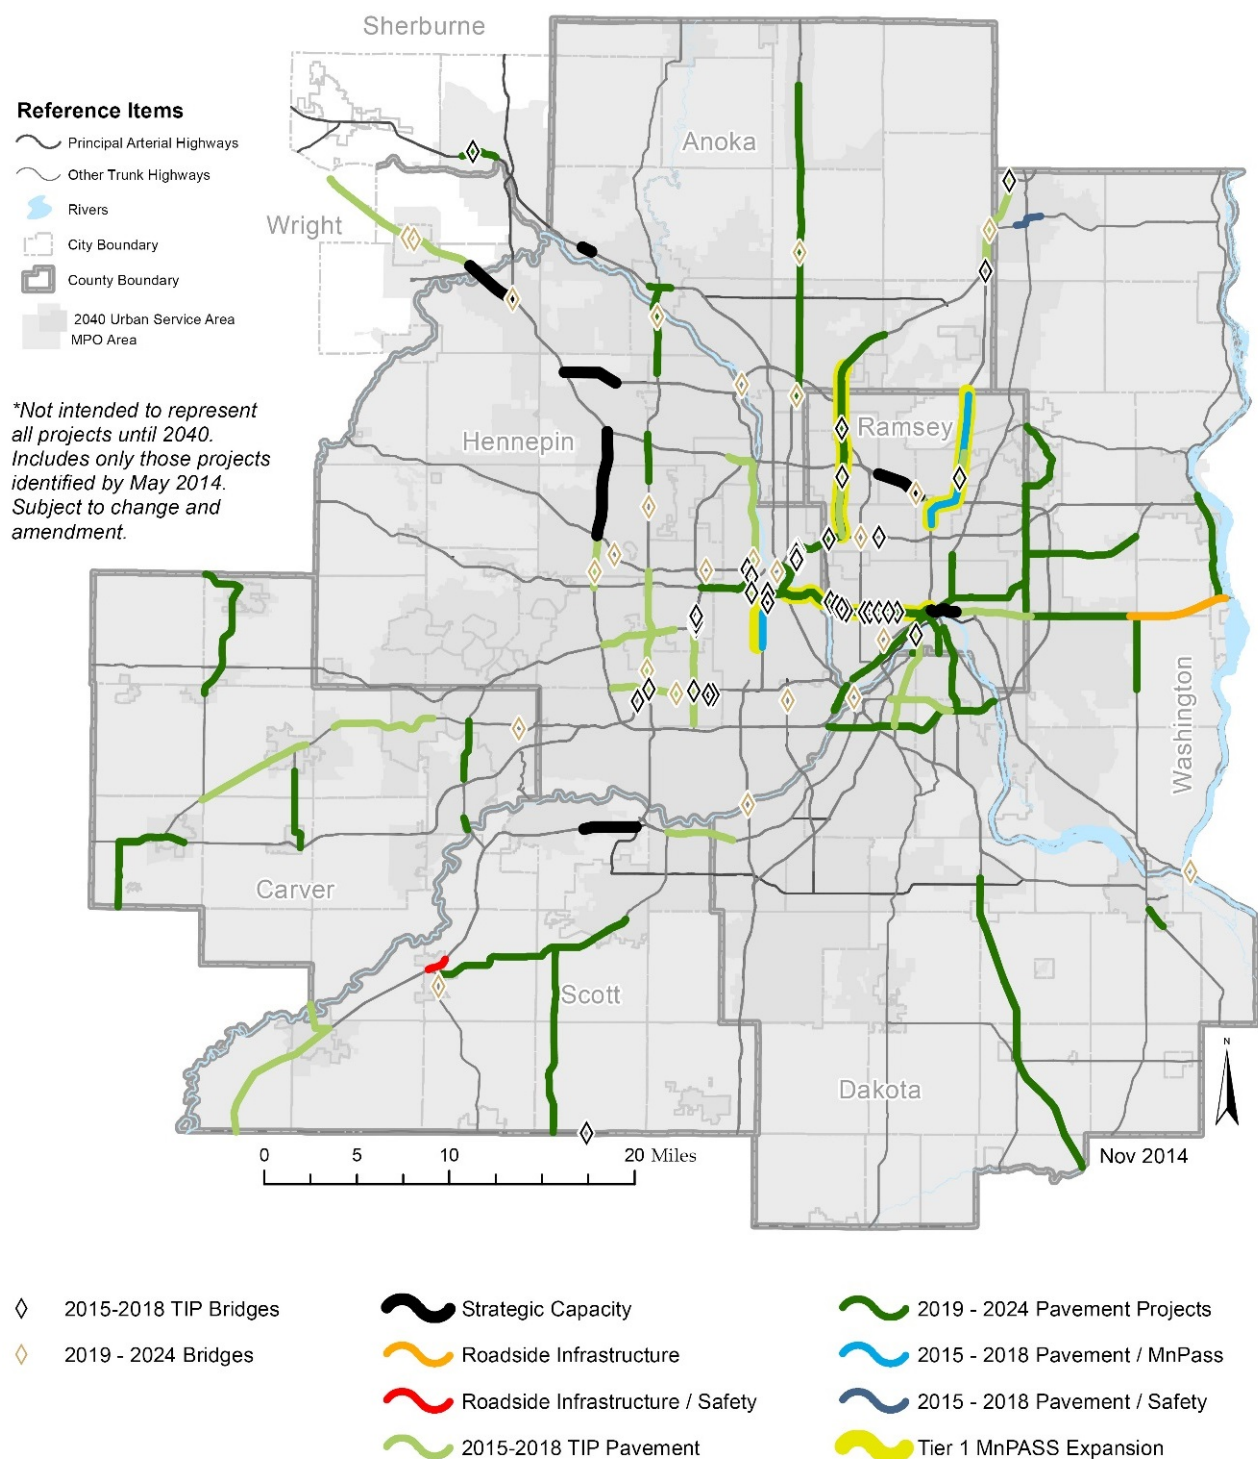 Sherburne
Reference Items
Principal Arterial Highways
Other Trunk Highways
Rivers
City Boundary
County Boundary
2040 Urban Service Area
MPO Area
Anoka
Wright
*Not intended to represent
all projects until 2040.
Includes only those projects
identified by May 2014.
Subject to change and
amendment.
Hennepin
Ramsey
Washington
Carver
Scott
Dakota
N
0 5 10 20 Miles
Nov 2014
2015-2018 TIP Bridges
2019 - 2024 Bridges
Strategic Capacity
Roadside Infrastructure
Roadside Infrastructure / Safety
2015-2018 TIP Pavement
2019 - 2024 Pavement Projects
2015 - 2018 Pavement / MnPass
2015 - 2018 Pavement / Safety
Tier 1 MnPASS Expansion